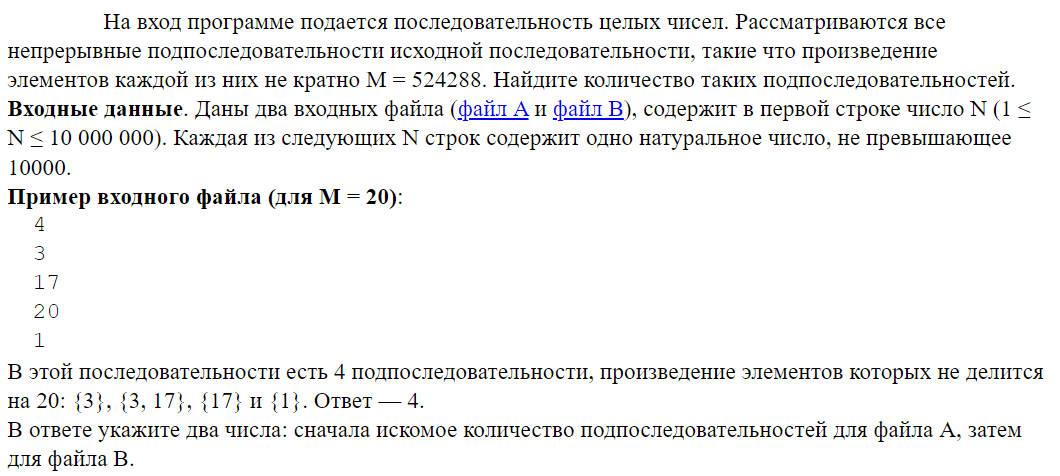 На вход программе подается последовательность целых чисел. Рассматриваются все
непрерывные подпоследовательности исходной последовательности, такие что произведение
элементов каждой из них не кратно M = 524288. Найдите количество таких подпоследовательностей.
Входные данные. Даны два входных файла (файл A и файл B), содержит в первой строке число N (1 ≤
N ≤ 10 000 000). Каждая из следующих N строк содержит одно натуральное число, не превышающее
10000.
Пример входного файла (для M = 20):
4
3
17
20
1
В этой последовательности есть 4 подпоследовательности, произведение элементов которых не делится
на 20: {3}, {3, 17}, {17} и {1}. Ответ — 4.
В ответе укажите два числа: сначала искомое количество подпоследовательностей для файла A, затем
для файла B.